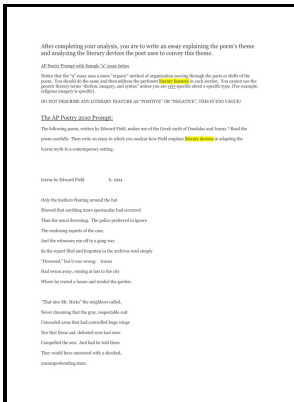 After completing your analysis, you are to write an essay explaining the poem's theme
and analyzing the literary devices the poet uses to convey this theme.
AP Poetry Prompt with Sample "9" essay below
Notice that the "9" essay uses a more "organic" method of organization moving through the parts or shifts of the
poem. You should do the same and then address the pertinent literary features in each section. You cannot use the
generic literary terms "diction, imagery, and syntax" unless you are very specific about a specific type. (For example,
religious imagery is specific).
DO NOT DESCRIBE ANY LITERARY FEATURE AS "POSITIVE" OR "NEGATIVE"; THIS IS TOO VAGUE!
The AP Poetry 2010 Prompt:
The following poem, written by Edward Field, makes use of the Greek myth of Daedalus and Icarus." Read the
poem carefully. Then write an essay in which you analyze how Field employs literary devices in adapting the
Icarus myth to a contemporary setting.
Icarus by Edward Field b. 1924
Only the feathers floating around the hat
Showed that anything more spectacular had occurred
Than the usual drowning. The police preferred to ignore
The confusing aspects of the case,
And the witnesses ran off to a gang war.
So the report filed and forgotten in the archives read simply
"Drowned," but it was wrong: Icarus
Had swum away, coming at last to the city
Where he rented a house and tended the garden.
"That nice Mr. Hicks" the neighbors called,
Never dreaming that the gray, respectable suit
Concealed arms that had controlled huge wings
Nor that those sad, defeated eyes had once
Compelled the sun. And had he told them
They would have answered with a shocked,
uncomprehending stare.